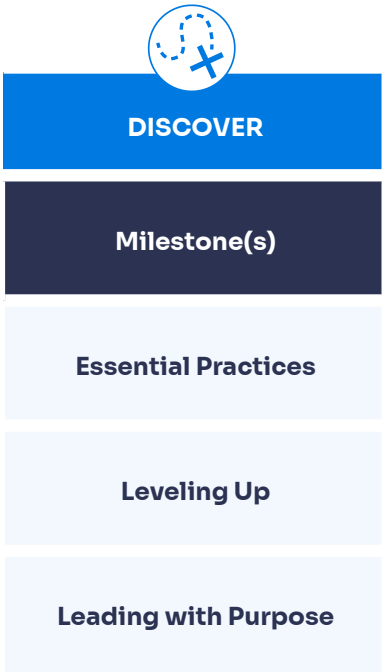 DISCOVER
Milestone(s)
Essential Practices
Leveling Up
Leading with Purpose